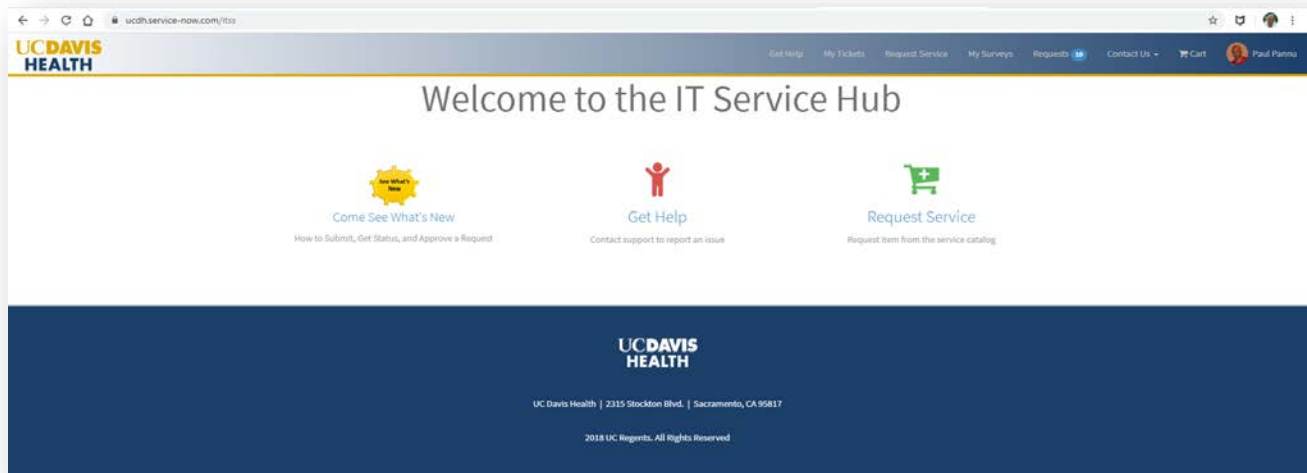 ucdh.service-now.com/itss
UCDAVIS
HEALTH
Get Help My Tickets Request Service My Surveys Requests 10 Contact Us Cart Paul Pannu
Welcome to the IT Service Hub
See What's
New
Come See What's New Get Help Request Service
How to Submit, Get Status, and Approve a Request Contact support to report an issue Request item from the service catalog
UCDAVIS
HEALTH
UC Davis Health | 2315 Stockton Blvd. | Sacramento, CA 95817
2018 UC Regents. All Rights Reserved